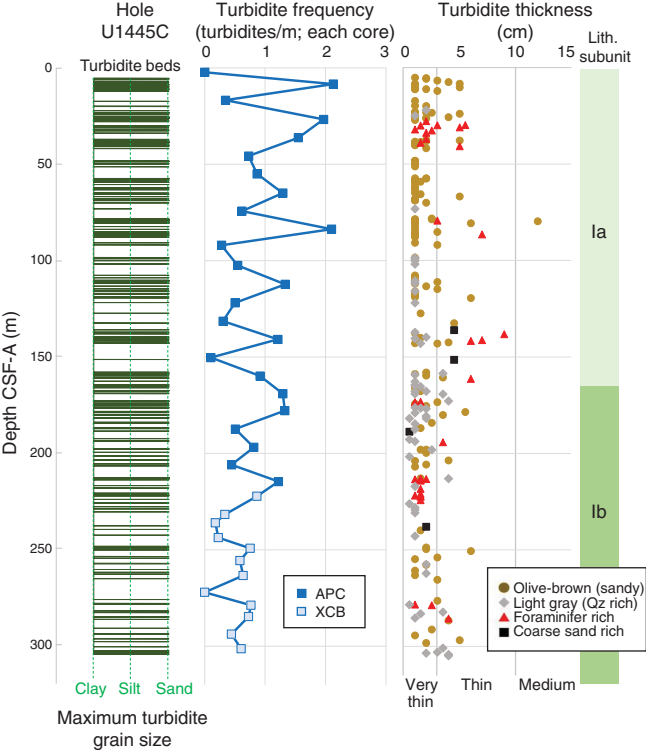 Hole
U1445C
Turbidite frequency
(turbidites/m; each core)
Turbidite thickness
(cm)
Lith.
subunit
Turbidite beds
0 1 2 3
0 5 10 15
0
50
100
150
200
250
300
Depth CSF-A (m)
Ia
Ib
APC
XCB
Olive-brown (sandy)
Light gray (Qz rich)
Foraminifer rich
Coarse sand rich
Clay Silt Sand
Very
thin
Thin
Medium
Maximum turbidite
grain size